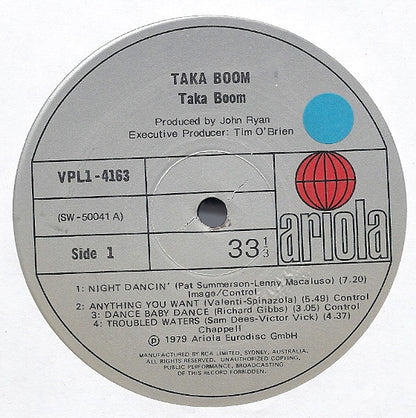 TAKA BOOM
Taka Boom
Produced by John Ryan
Executive Producer: Tim O'Brien
VPL1-4163
(SW-50041 A)
Side 1
33 1/3
ariola
1: NIGHT DANCIN' (Pat Summerson-Lenny Macaluso) (7.20)
Image/Control
2: ANYTHING YOU WANT (Valenti-Spinazola) (5.49) Control
3: DANCE BABY DANCE (Richard Gibbs) (3.05) Control
4: TROUBLED WATERS (Sam Dees-Victor Vick) (4.37)
Chappell
Ⓟ 1979 Ariola Eurodisc GmbH
MANUFACTURED BY RCA LIMITED, SYDNEY, AUSTRALIA.
ALL RIGHTS RESERVED. UNAUTHORIZED COPYING,
PUBLIC PERFORMANCE, BROADCASTING
OF THIS RECORD FORBIDDEN.